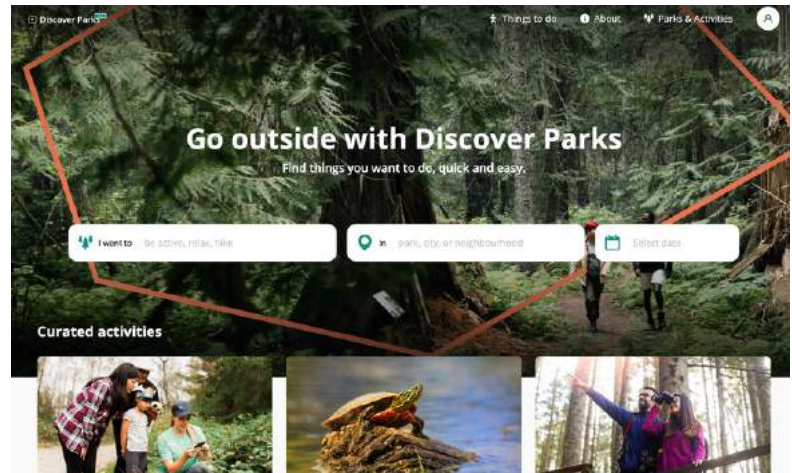 Discover Parks
Things to do
About
Parks & Activities
Go outside with Discover Parks
Find things you want to do, quick and easy.
I want to be active, relax, hike
in park, city, or neighbourhood
Select date
Curated activities